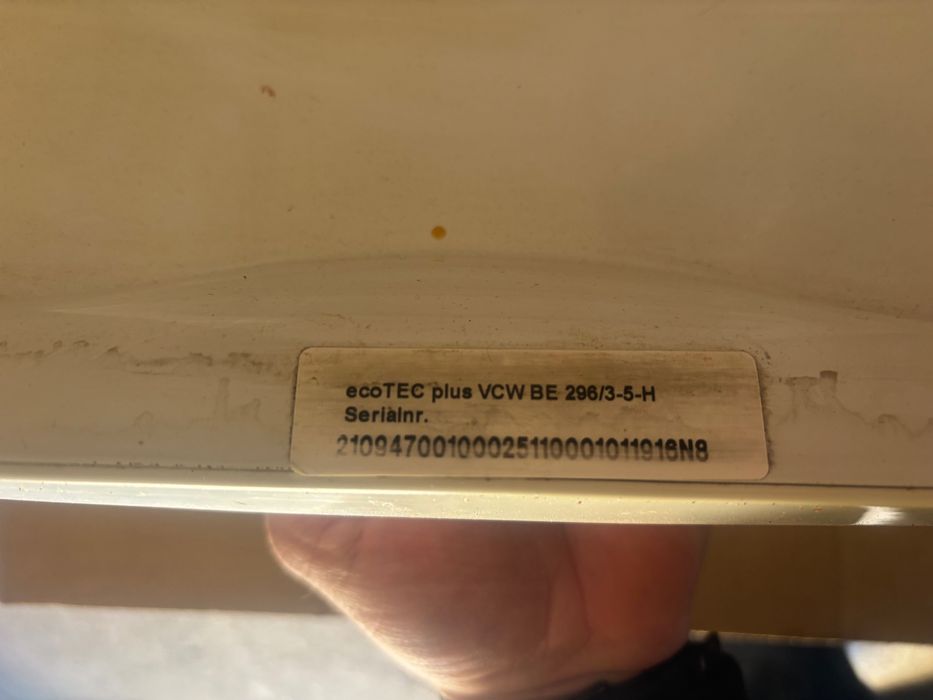 ecoTEC plus VCW BE 296/3-5-H
Serialnr.
21094700100025110001011916N8